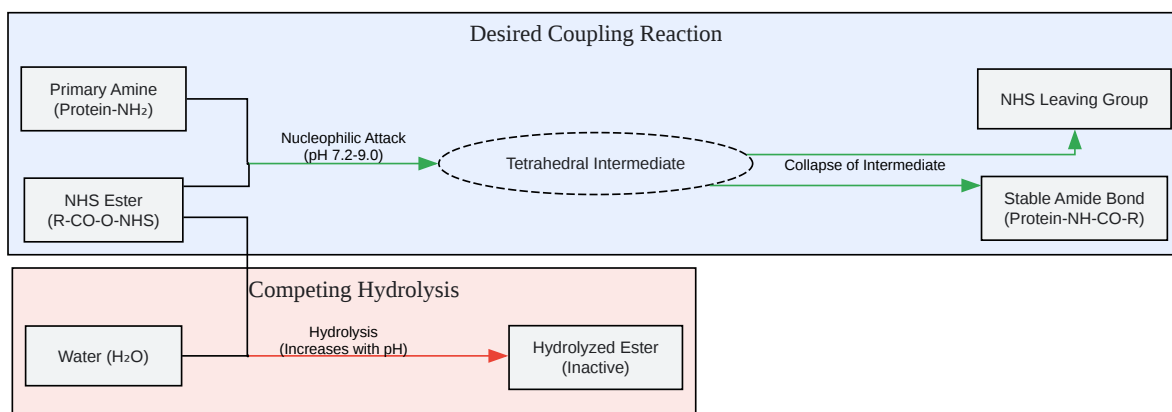 Desired Coupling Reaction
Primary Amine
(Protein-NH₂)
NHS Ester
(R-CO-O-NHS)
Nucleophilic Attack
(pH 7.2-9.0)
Tetrahedral Intermediate
Collapse of Intermediate
NHS Leaving Group
Stable Amide Bond
(Protein-NH-CO-R)
Competing Hydrolysis
Water (H₂O)
Hydrolysis
(Increases with pH)
Hydrolyzed Ester
(Inactive)